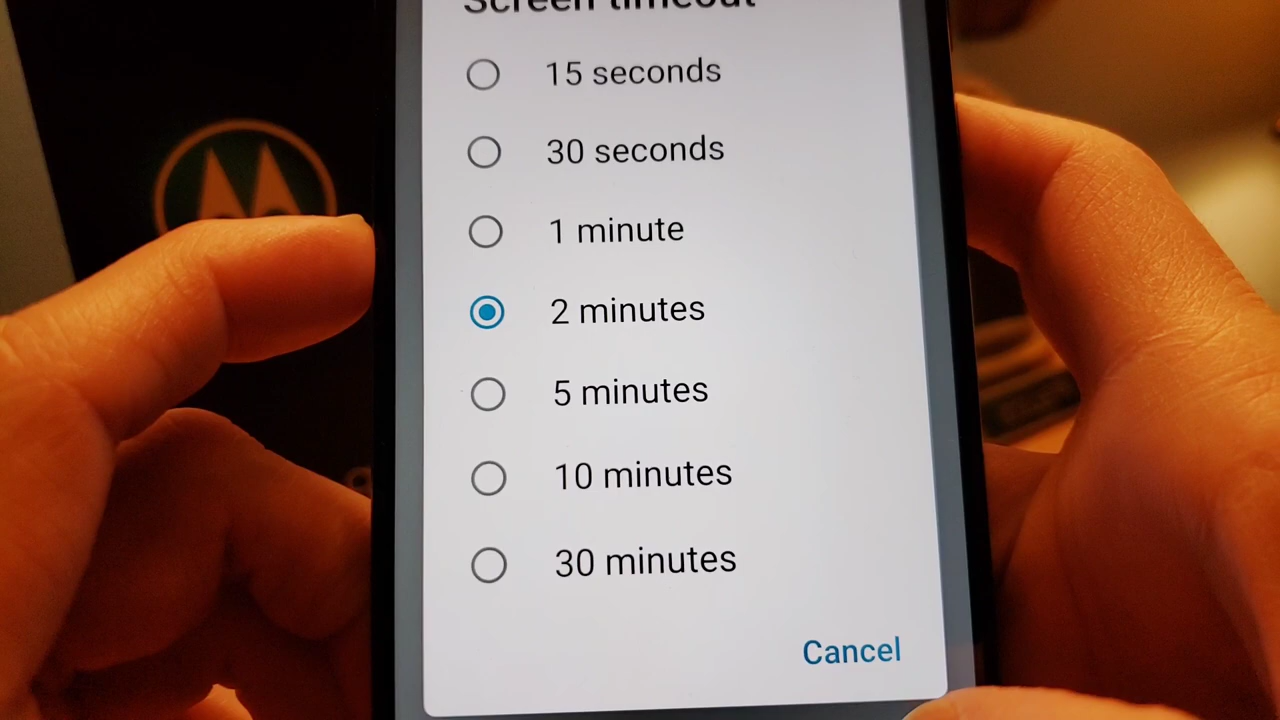 Screen timeout
15 seconds
30 seconds
1 minute
2 minutes
5 minutes
10 minutes
30 minutes
Cancel